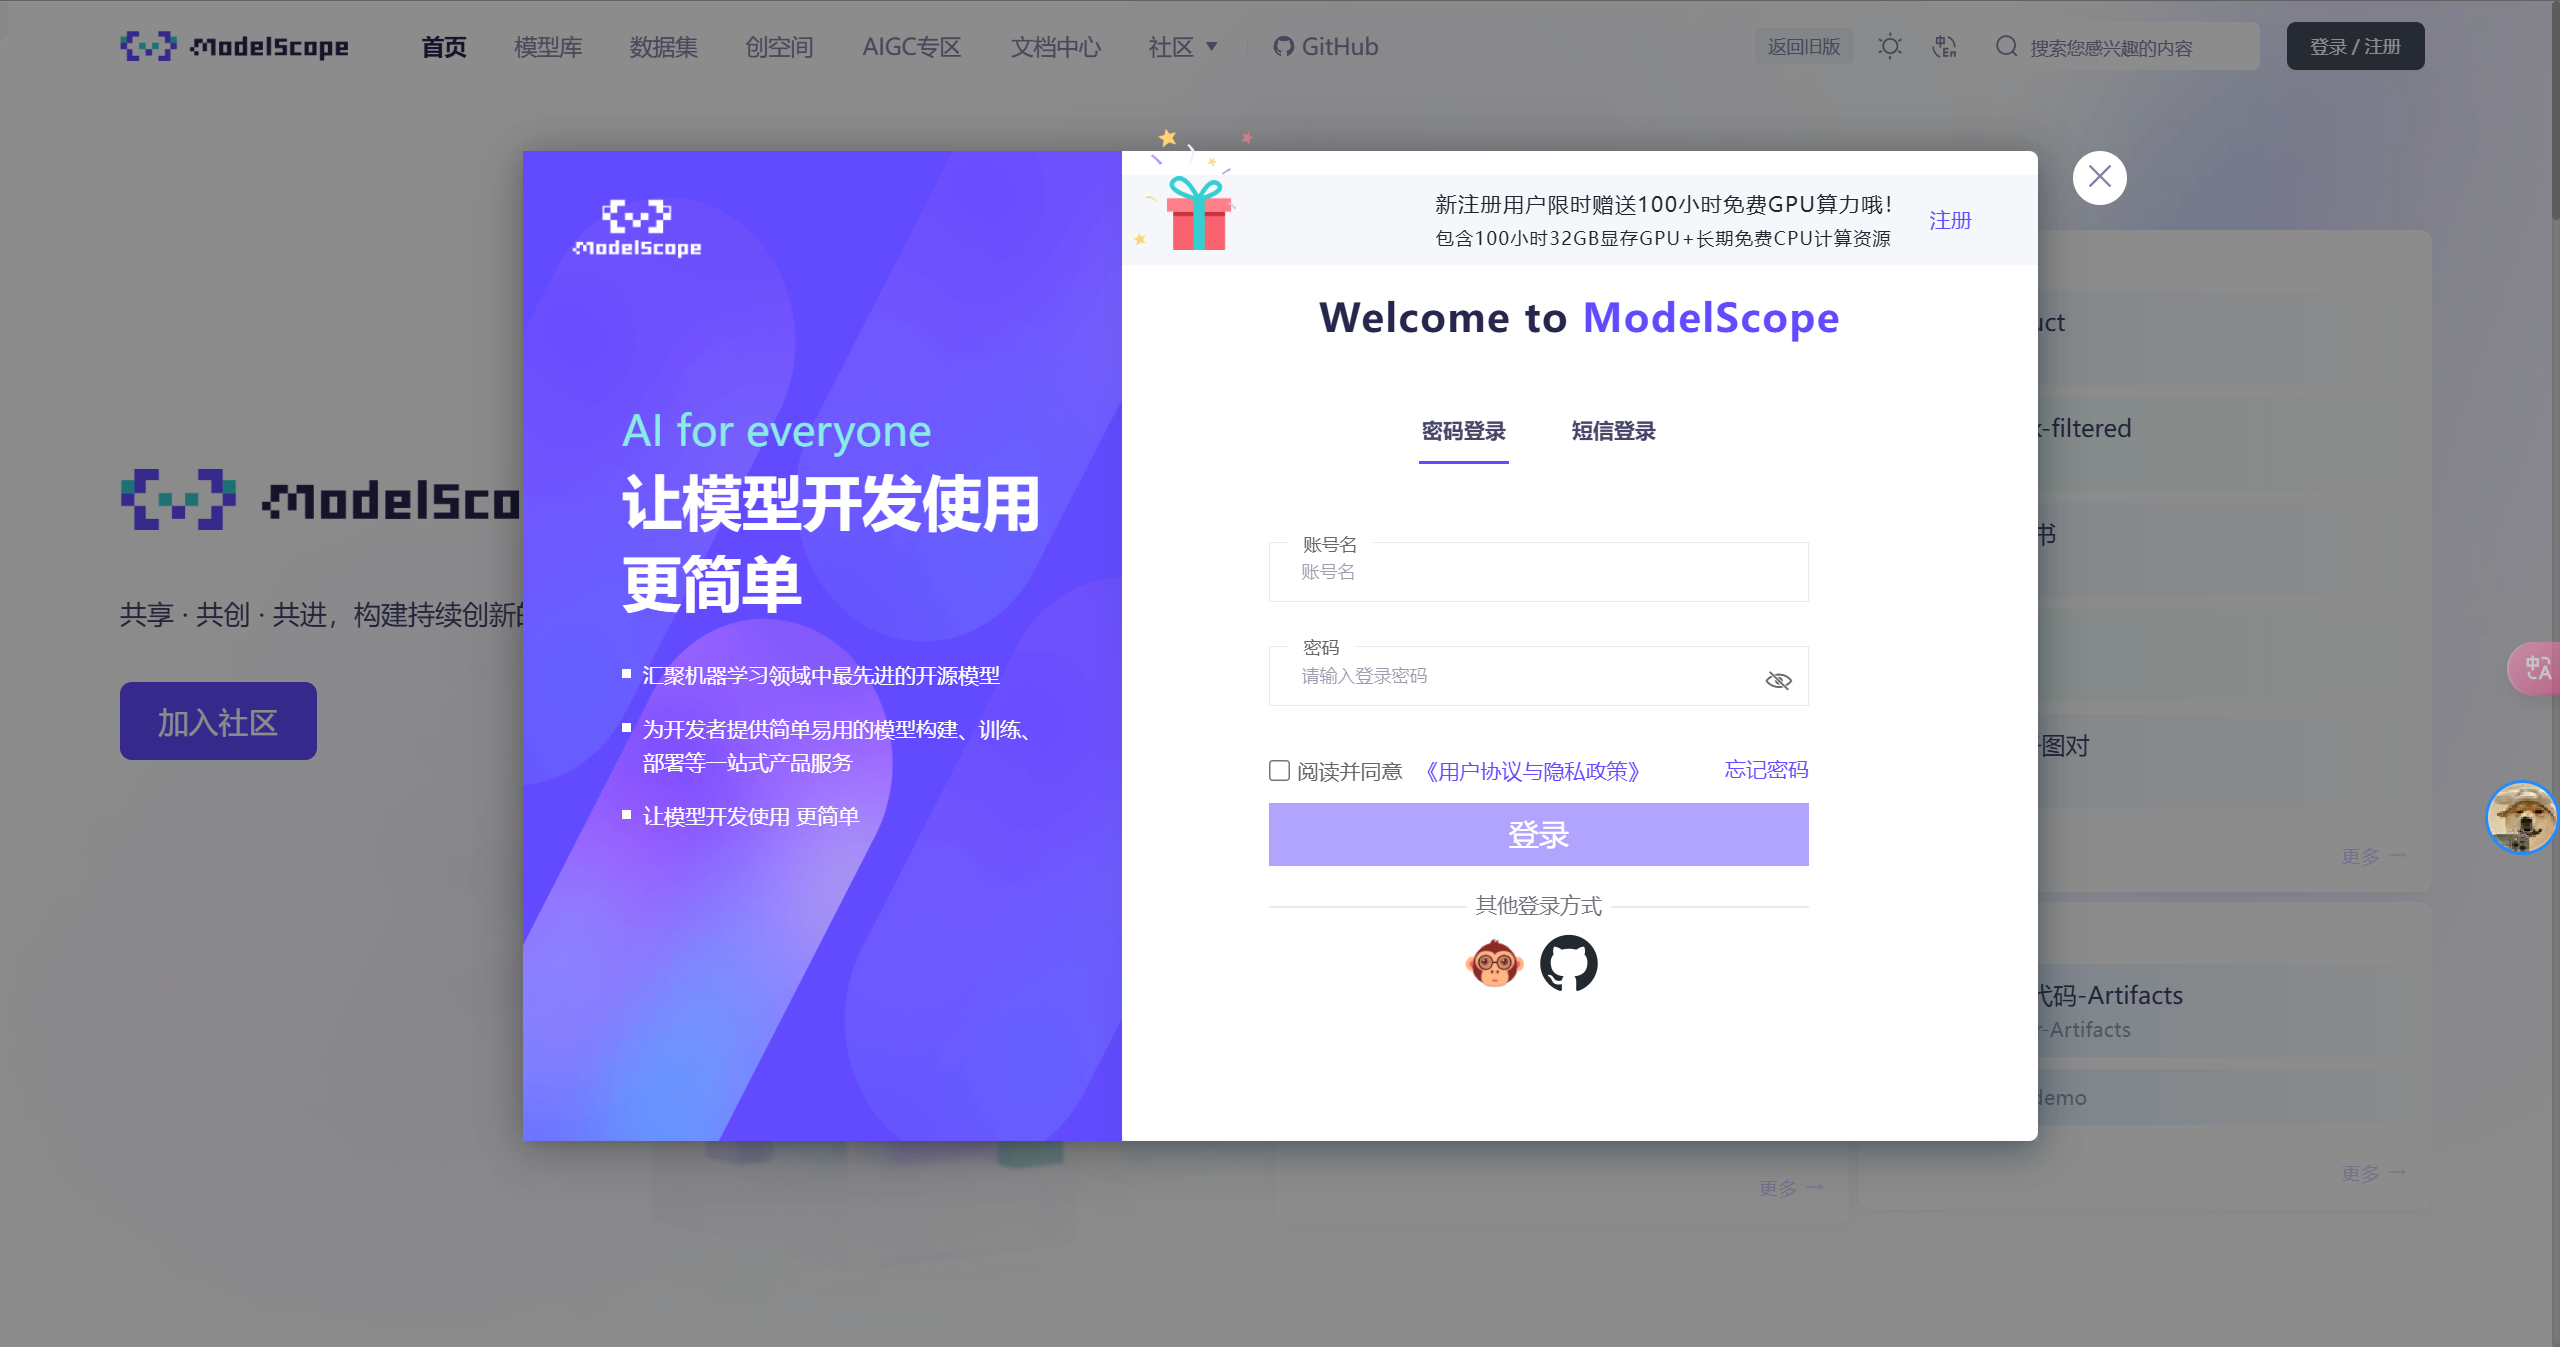 ModelScope
首页
模型库
数据集
创空间
AIGC专区
文档中心
社区
GitHub
返回旧版
搜索您感兴趣的内容
登录 / 注册
ModelSco
共享 · 共创 · 共进，构建持续创新的
加入社区
ModelScope
AI for everyone
让模型开发使用
更简单
汇聚机器学习领域中最先进的开源模型
为开发者提供简单易用的模型构建、训练、
部署等一站式产品服务
让模型开发使用 更简单
新注册用户限时赠送100小时免费GPU算力哦！
包含100小时32GB显存GPU+长期免费CPU计算资源
注册
Welcome to ModelScope
密码登录
短信登录
账号名
账号名
密码
请输入登录密码
阅读并同意 《用户协议与隐私政策》
忘记密码
登录
其他登录方式
uct
-filtered
书
图对
更多 →
代码-Artifacts
r-Artifacts
demo
更多 →
更多 →